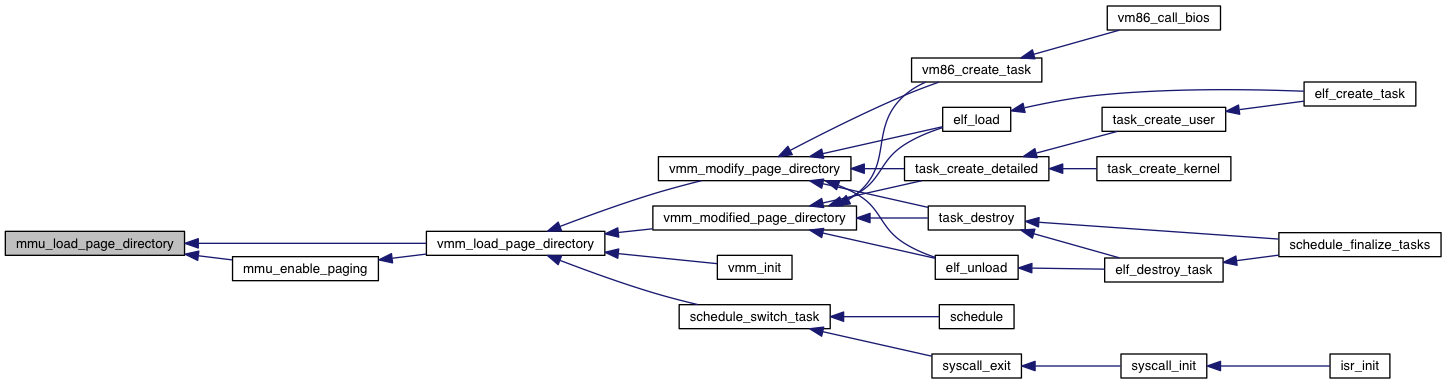 vm86_call_bios
vm86_create_task
elf_create_task
elf_load
task_create_user
vmm_modify_page_directory
task_create_detailed
task_create_kernel
vmm_modified_page_directory
task_destroy
mmu_load_page_directory
vmm_load_page_directory
schedule_finalize_tasks
mmu_enable_paging
vmm_init
elf_unload
elf_destroy_task
schedule_switch_task
schedule
syscall_exit
syscall_init
isr_init